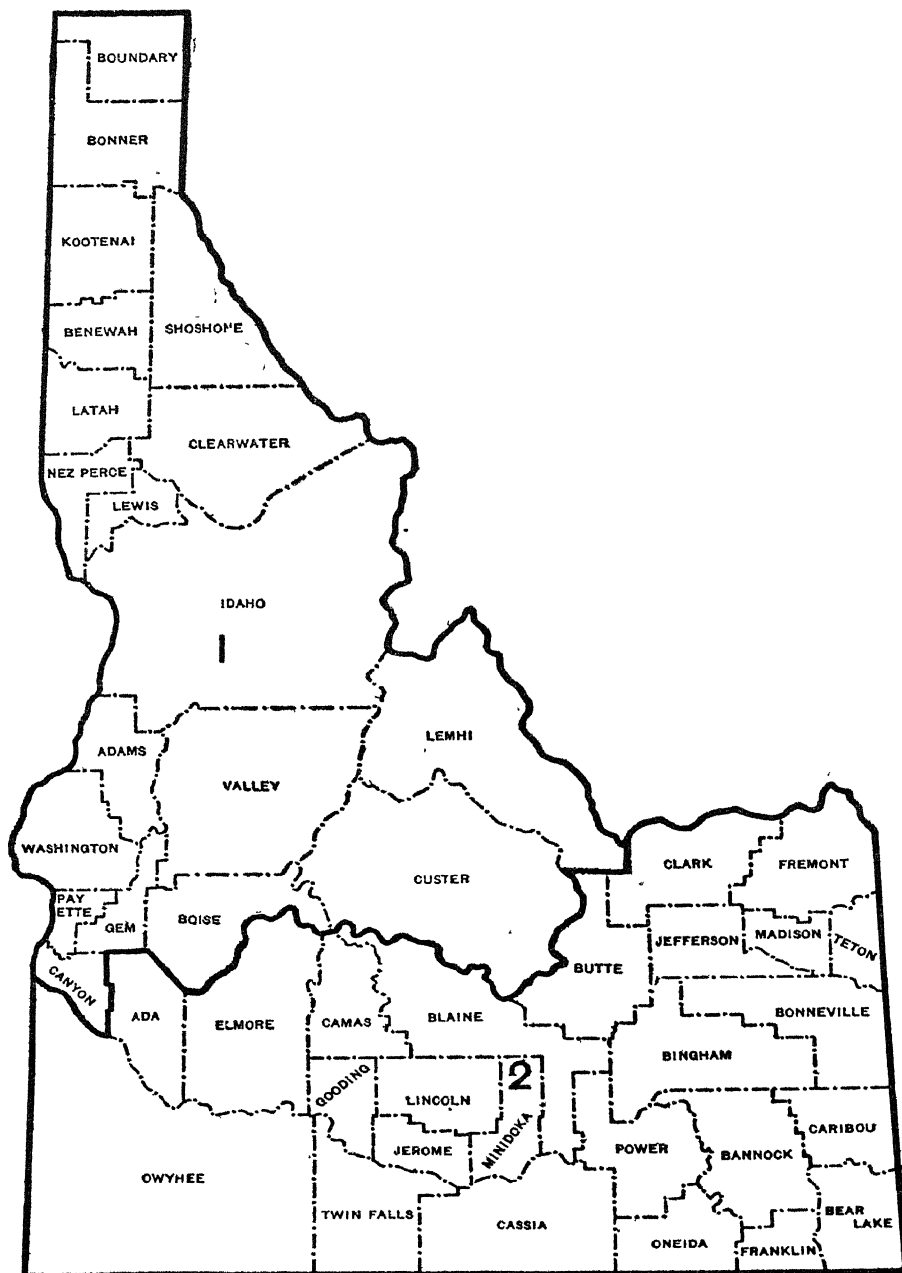 BOUNDARY
BONNER
KOOTENAI
BENEWAH
SHOSHONE
LATAH
CLEARWATER
NEZ PERCE
LEWIS
IDAHO
1
ADAMS
LEMHI
VALLEY
WASHINGTON
CUSTER
CLARK
FREMONT
PAY
ETTE
GEM
BOISE
JEFFERSON
MADISON
TETON
BUTTE
CANYON
ADA
ELMORE
CAMAS
BLAINE
BONNEVILLE
BINGHAM
GOODING
LINCOLN
2
MINIDOKA
JEROME
POWER
BANNOCK
CARIBOU
OWYHEE
TWIN FALLS
CASSIA
ONEIDA
FRANKLIN
BEAR
LAKE